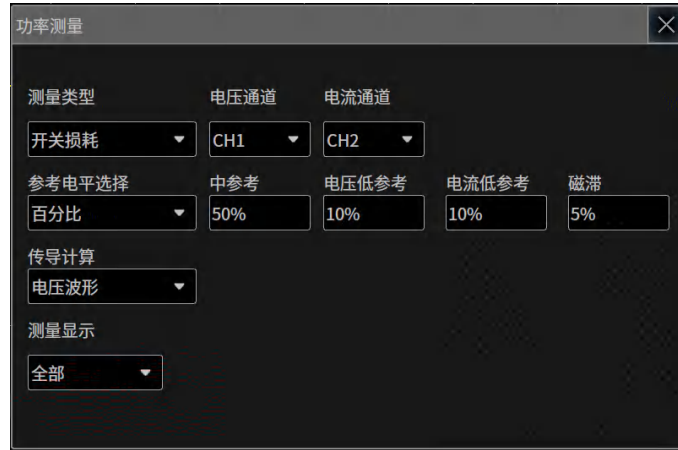 功率测量
测量类型 电压通道 电流通道
开关损耗 CH1 CH2
参考电平选择 中参考 电压低参考 电流低参考 磁滞
百分比 50% 10% 10% 5%
传导计算
电压波形
测量显示
全部